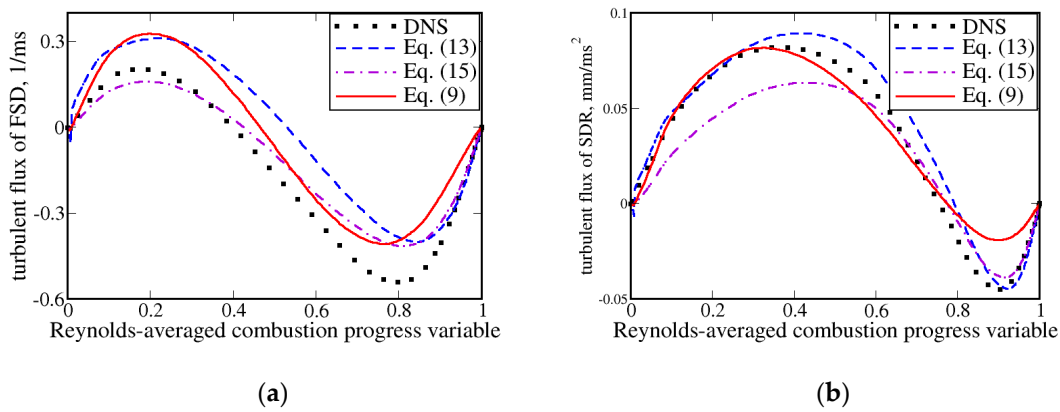 turbulent flux of FSD, 1/ms
0.3
0
-0.3
-0.6
DNS
Eq. (13)
Eq. (15)
Eq. (9)
0 0.2 0.4 0.6 0.8 1
Reynolds-averaged combustion progress variable
(a)
turbulent flux of SDR, mm/ms²
0.1
0.05
0
-0.05
DNS
Eq. (13)
Eq. (15)
Eq. (9)
0 0.2 0.4 0.6 0.8 1
Reynolds-averaged combustion progress variable
(b)